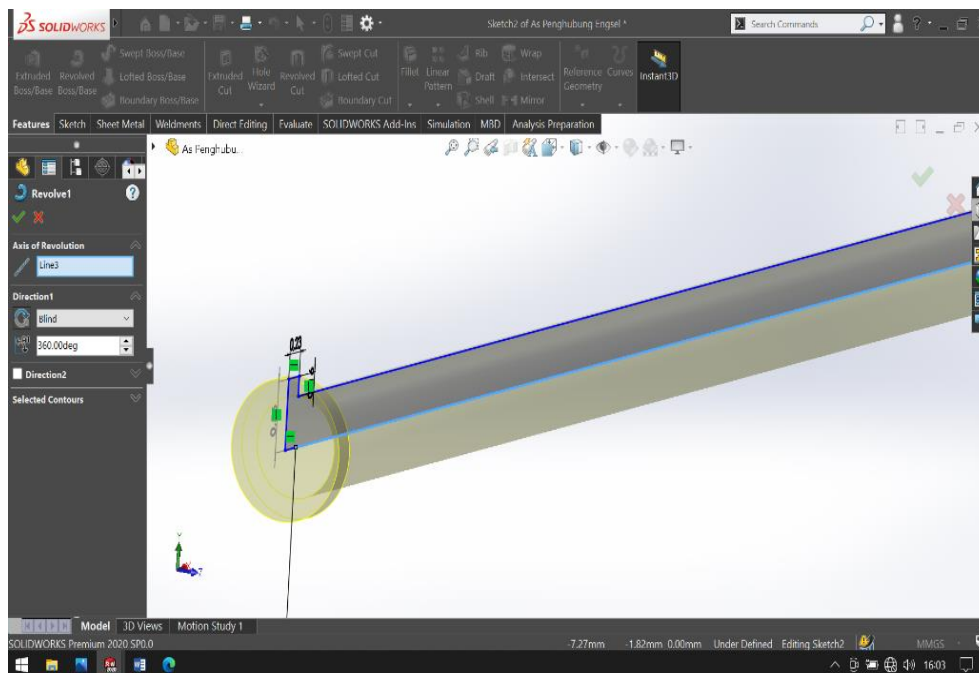 SOLIDWORKS
Sketch2 of As Penghubung Engsel *
Search Commands
Extruded Boss/Base
Revolved Boss/Base
Swept Boss/Base
Lofted Boss/Base
Boundary Boss/Base
Extruded Cut
Hole Wizard
Revolved Cut
Swept Cut
Lofted Cut
Boundary Cut
Fillet
Linear Pattern
Rib
Draft
Shell
Wrap
Intersect
Mirror
Reference Geometry
Curves
Instant3D
Features Sketch Sheet Metal Weldments Direct Editing Evaluate SOLIDWORKS Add-Ins Simulation MBD Analysis Preparation
As Penghubu...
Revolve1
Axis of Revolution
Line3
Direction1
Blind
360.00deg
Direction2
Selected Contours
0.23
Model 3D Views Motion Study 1
SOLIDWORKS Premium 2020 SP0.0
-7.27mm -1.82mm 0.00mm Under Defined Editing Sketch2 MMGS
16:03